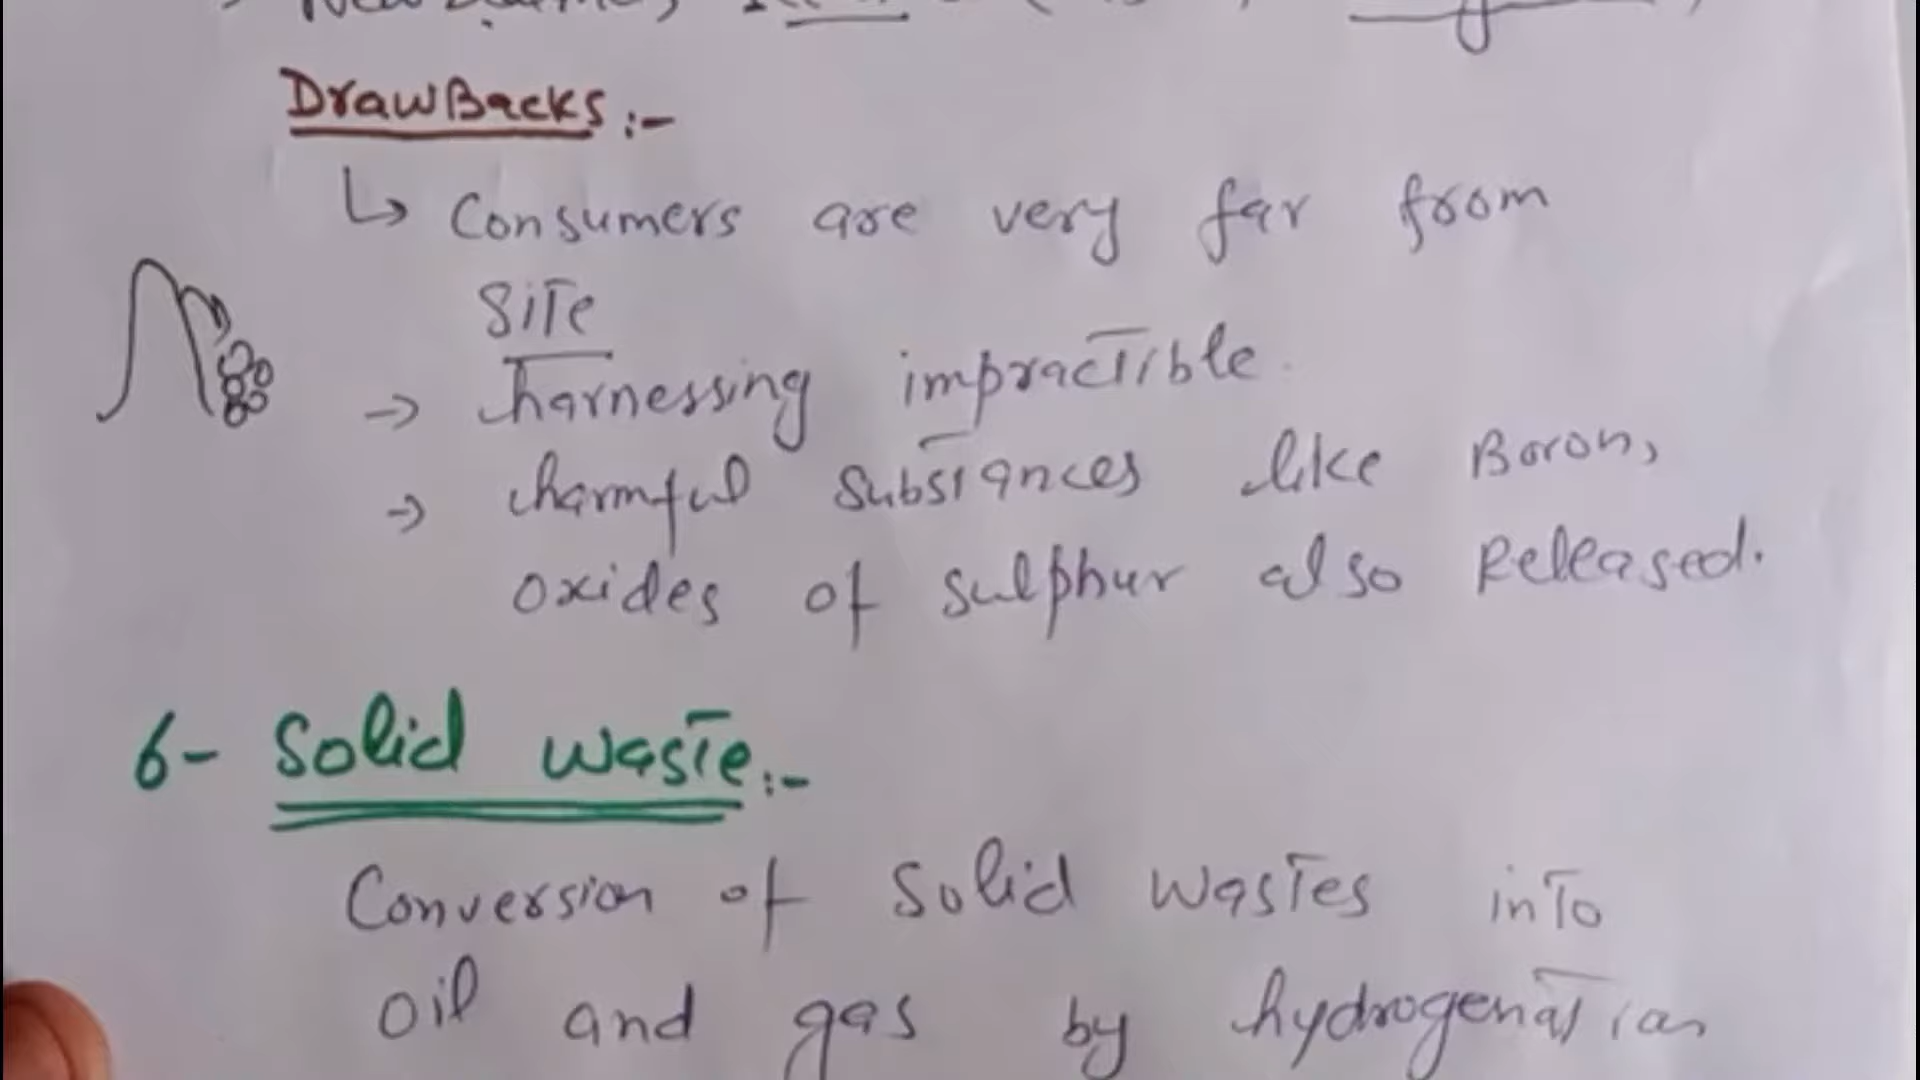 DrawBacks :-
↳ Consumers are very far from
Site
→ harnessing impractible.
→ harmful substances like Boron,
oxides of sulphur also Released.
6- Solid waste :-
Conversion of Solid Wastes into
oil and gas by hydrogenation